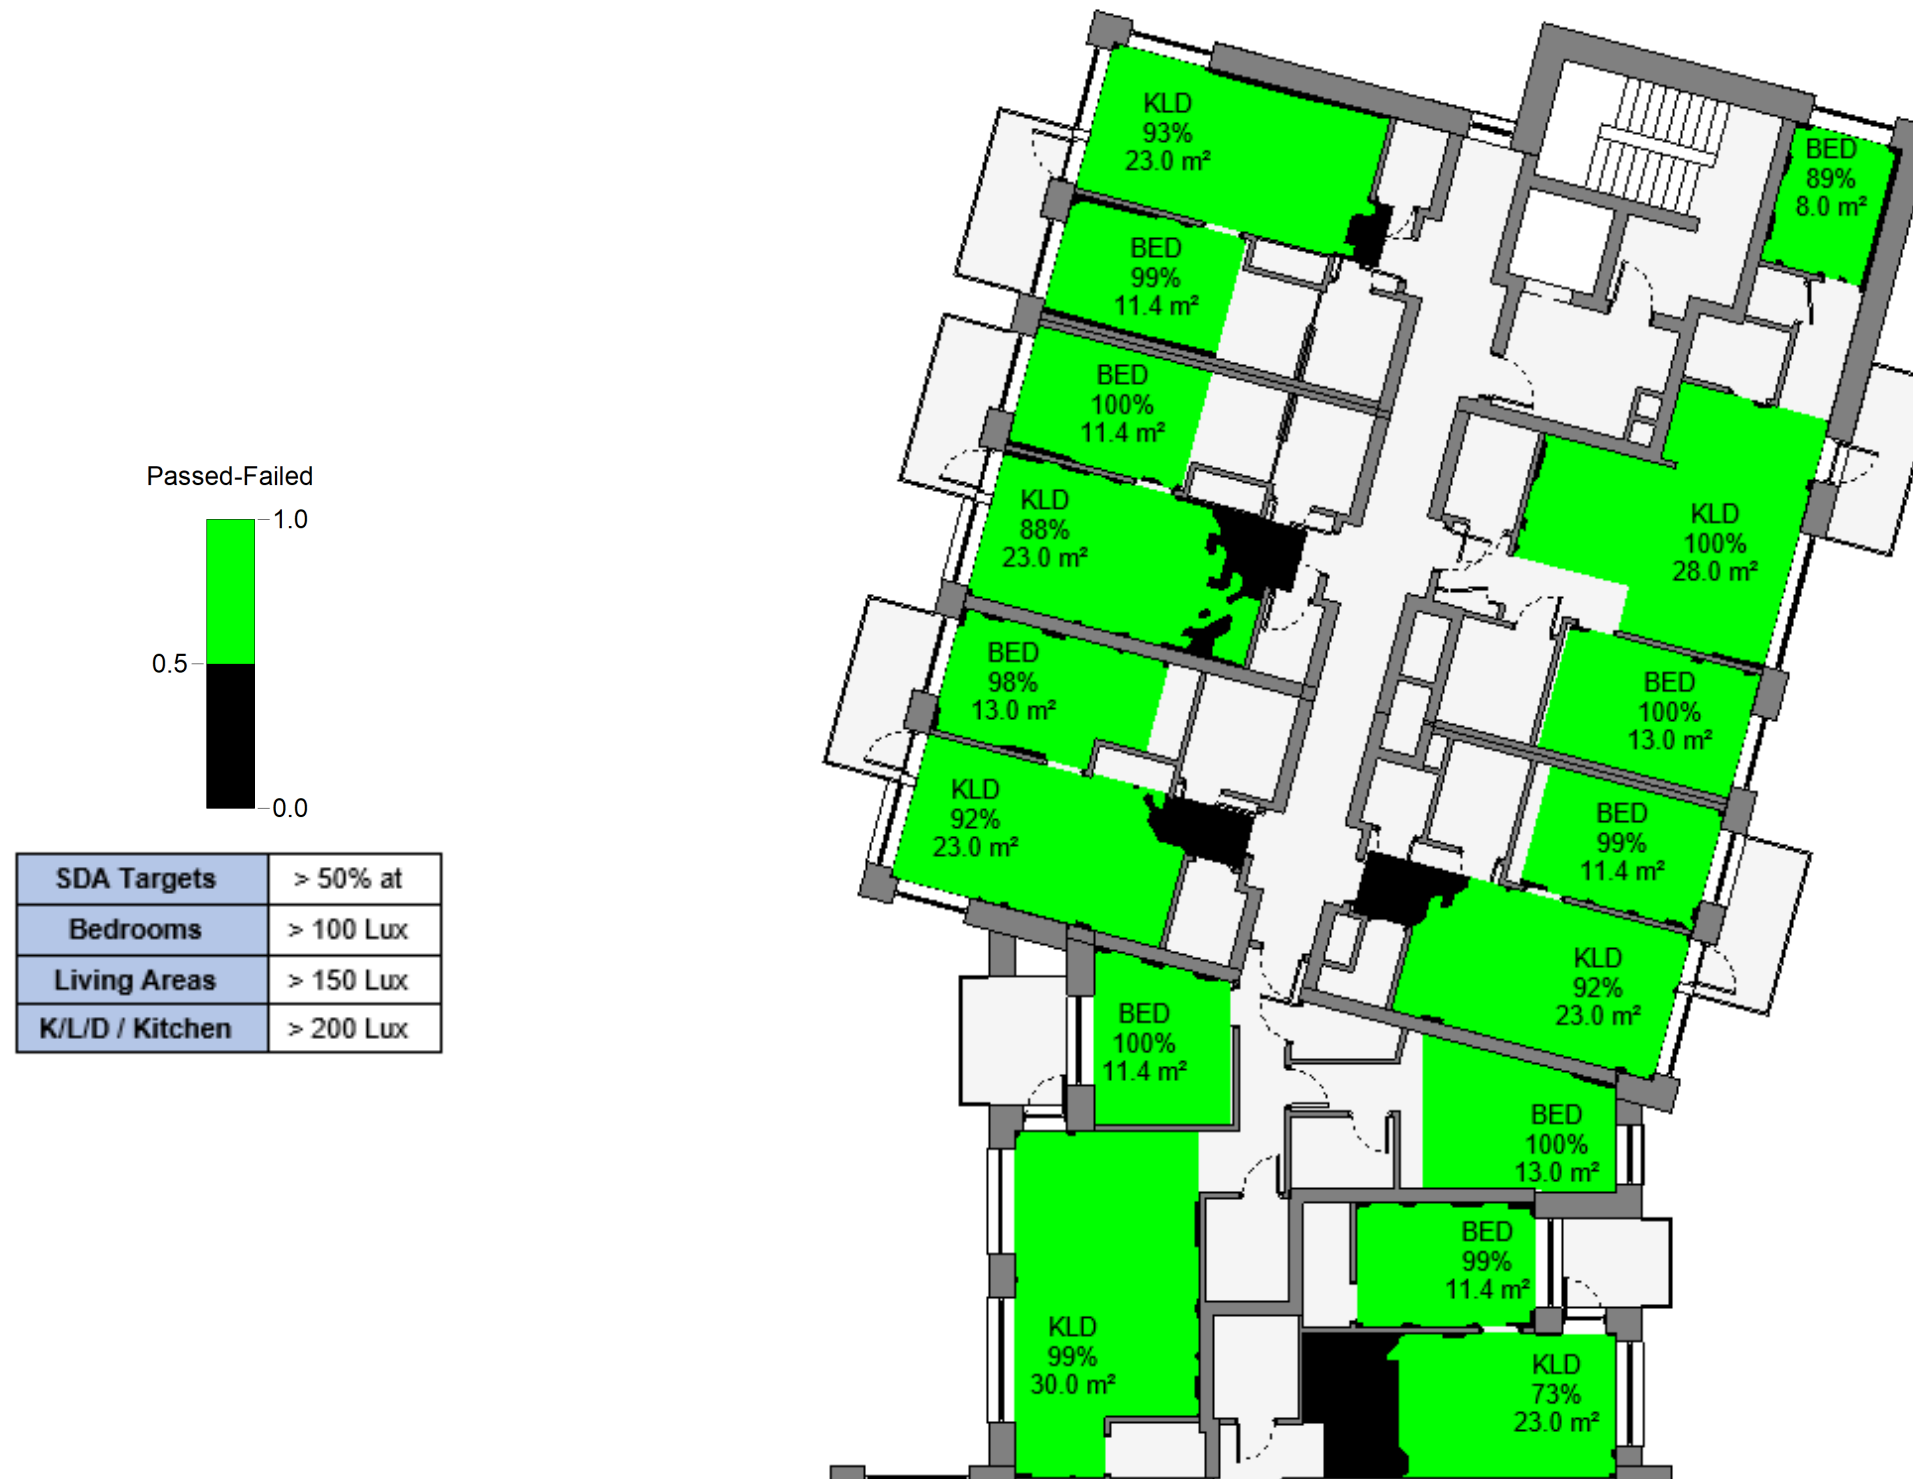 Passed-Failed
1.0
0.5
0.0
SDA Targets > 50% at
Bedrooms > 100 Lux
Living Areas > 150 Lux
K/L/D / Kitchen > 200 Lux
KLD
93%
23.0 m²
BED
89%
8.0 m²
BED
99%
11.4 m²
BED
100%
11.4 m²
KLD
88%
23.0 m²
KLD
100%
28.0 m²
BED
98%
13.0 m²
BED
100%
13.0 m²
KLD
92%
23.0 m²
BED
99%
11.4 m²
KLD
92%
23.0 m²
BED
100%
11.4 m²
BED
100%
13.0 m²
BED
99%
11.4 m²
KLD
99%
30.0 m²
KLD
73%
23.0 m²